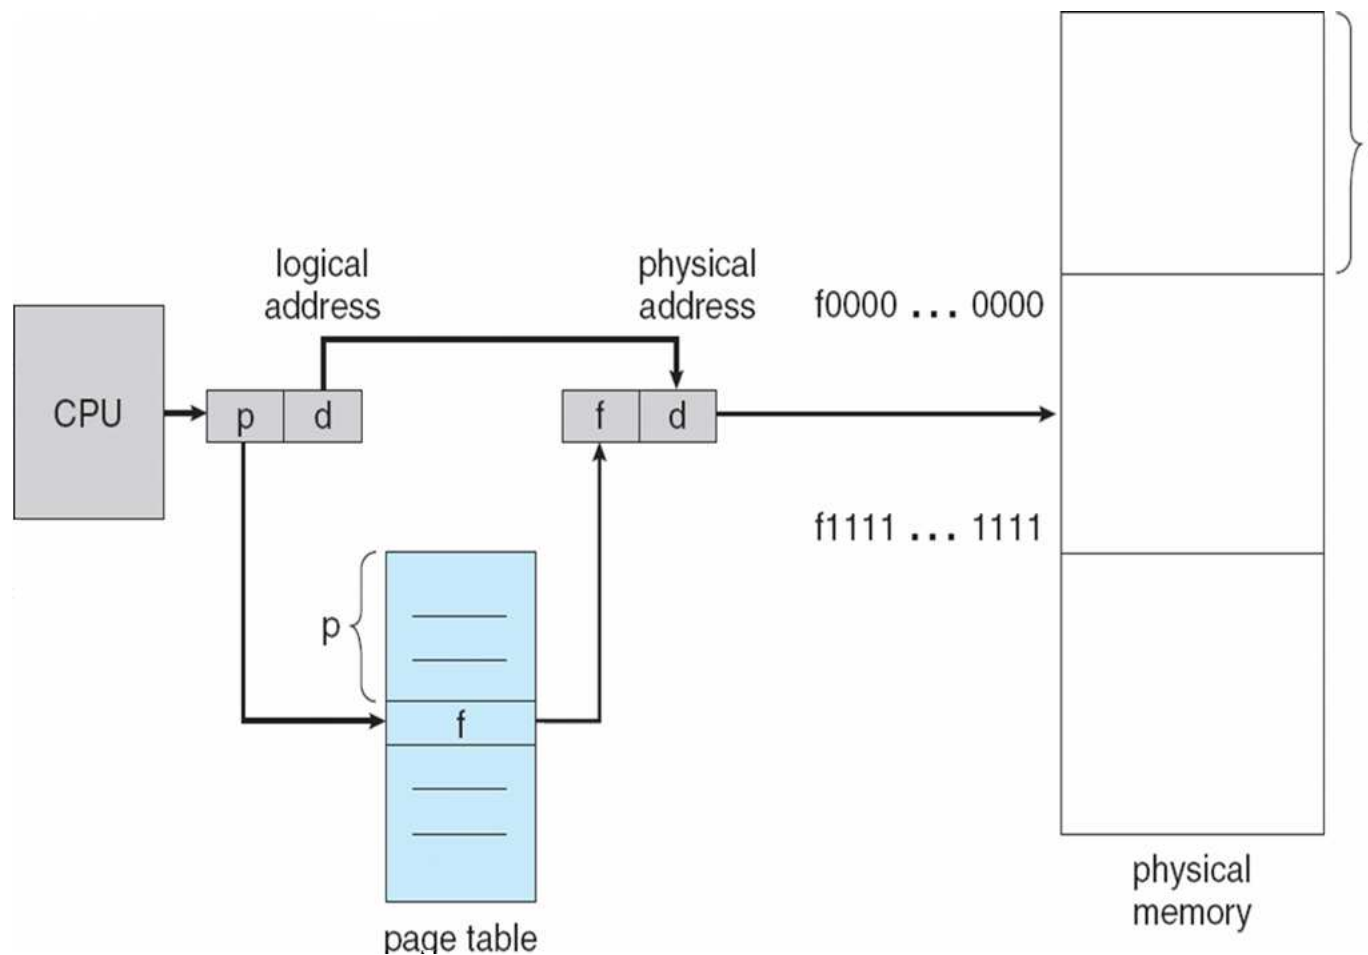 logical
address
physical
address
f0000 ... 0000
CPU
p
d
f
d
f1111 ... 1111
p
f
page table
physical
memory